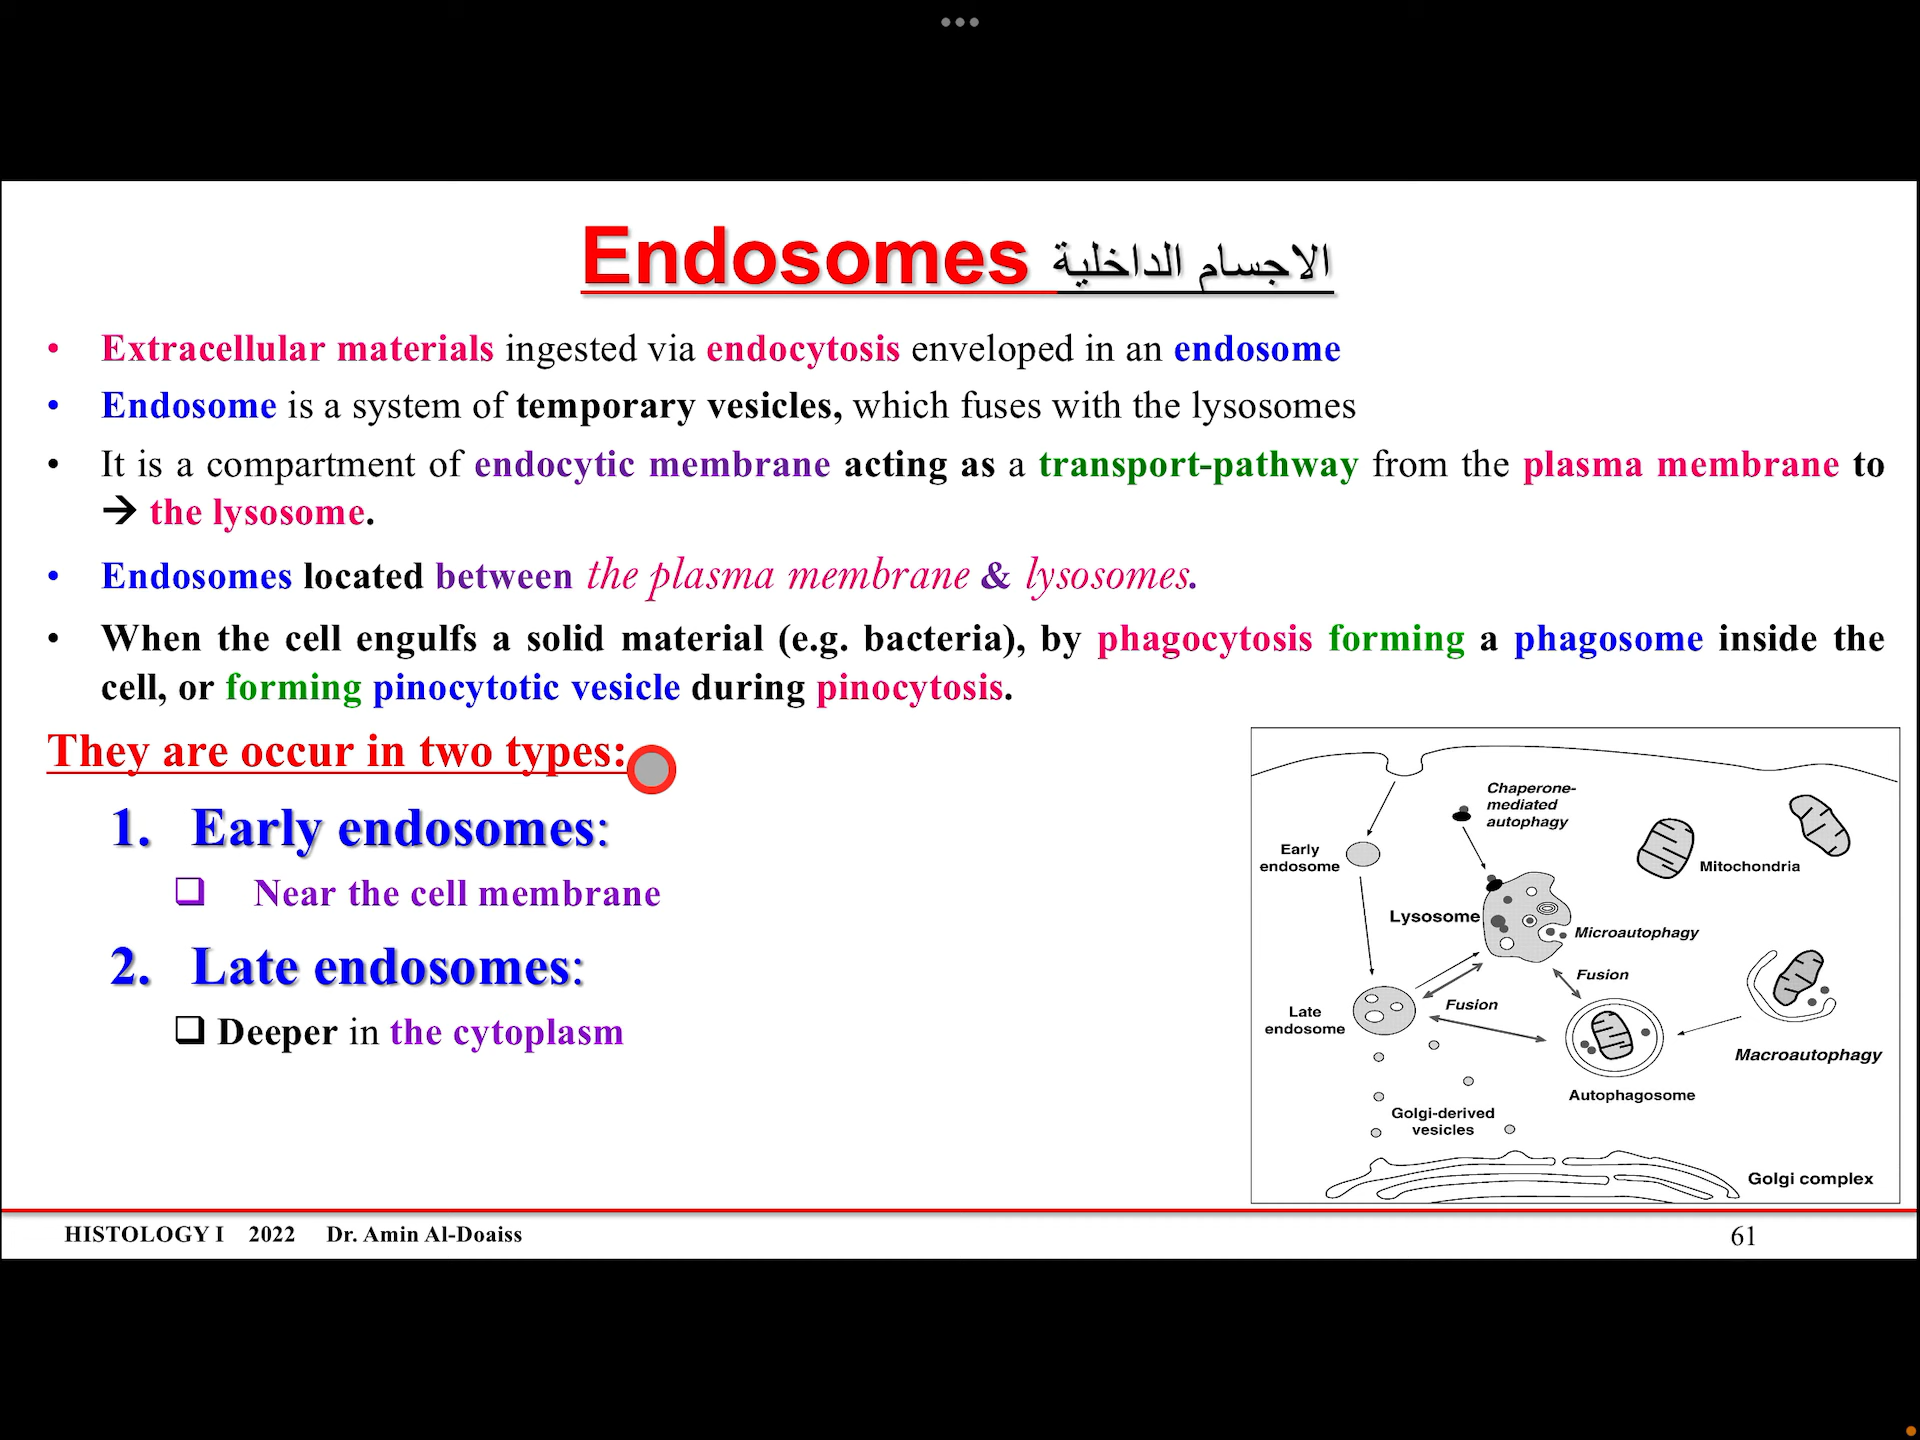 Endosomes الاجسام الداخلية
• Extracellular materials ingested via endocytosis enveloped in an endosome
• Endosome is a system of temporary vesicles, which fuses with the lysosomes
• It is a compartment of endocytic membrane acting as a transport-pathway from the plasma membrane to
→ the lysosome.
• Endosomes located between the plasma membrane & lysosomes.
• When the cell engulfs a solid material (e.g. bacteria), by phagocytosis forming a phagosome inside the
cell, or forming pinocytotic vesicle during pinocytosis.
They are occur in two types:
1. Early endosomes:
❑ Near the cell membrane
2. Late endosomes:
❑ Deeper in the cytoplasm
Chaperone-
mediated
autophagy
Early
endosome
Mitochondria
Lysosome
Microautophagy
Fusion
Fusion
Late
endosome
Macroautophagy
Autophagosome
Golgi-derived
vesicles
Golgi complex
HISTOLOGY I 2022 Dr. Amin Al-Doaiss
61